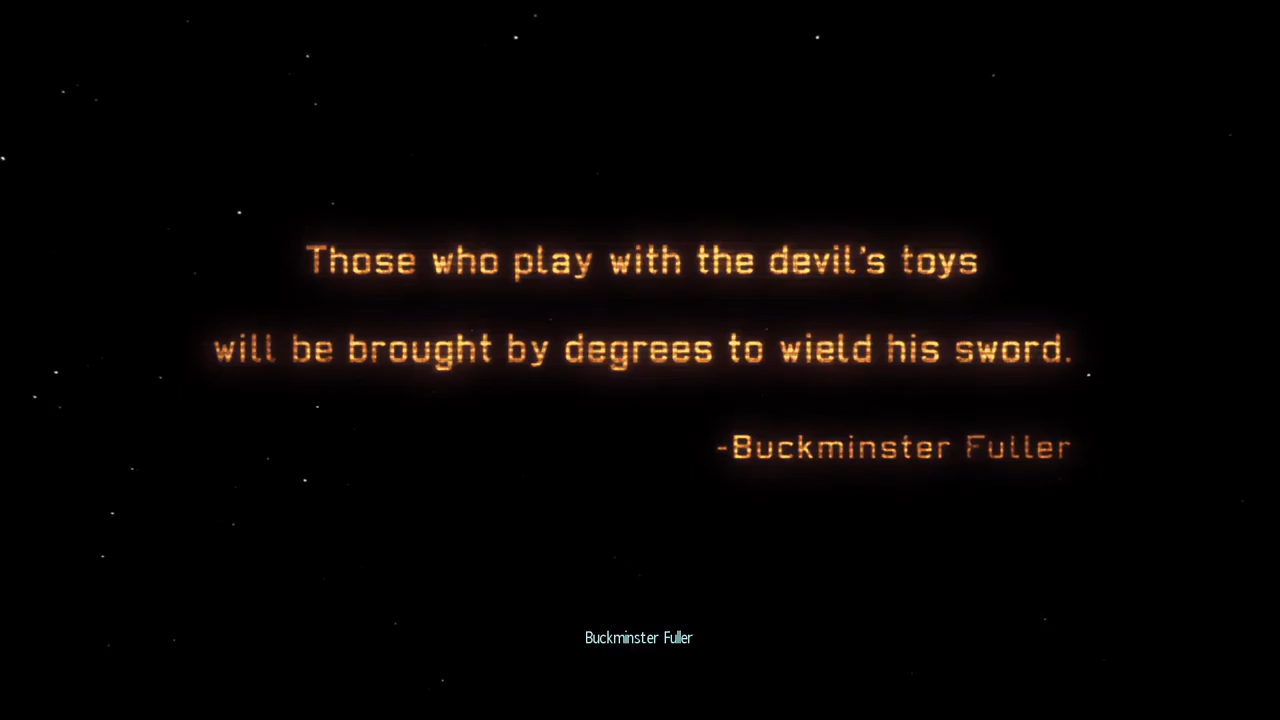 Those who play with the devil's toys
will be brought by degrees to wield his sword.
-Buckminster Fuller
Buckminster Fuller